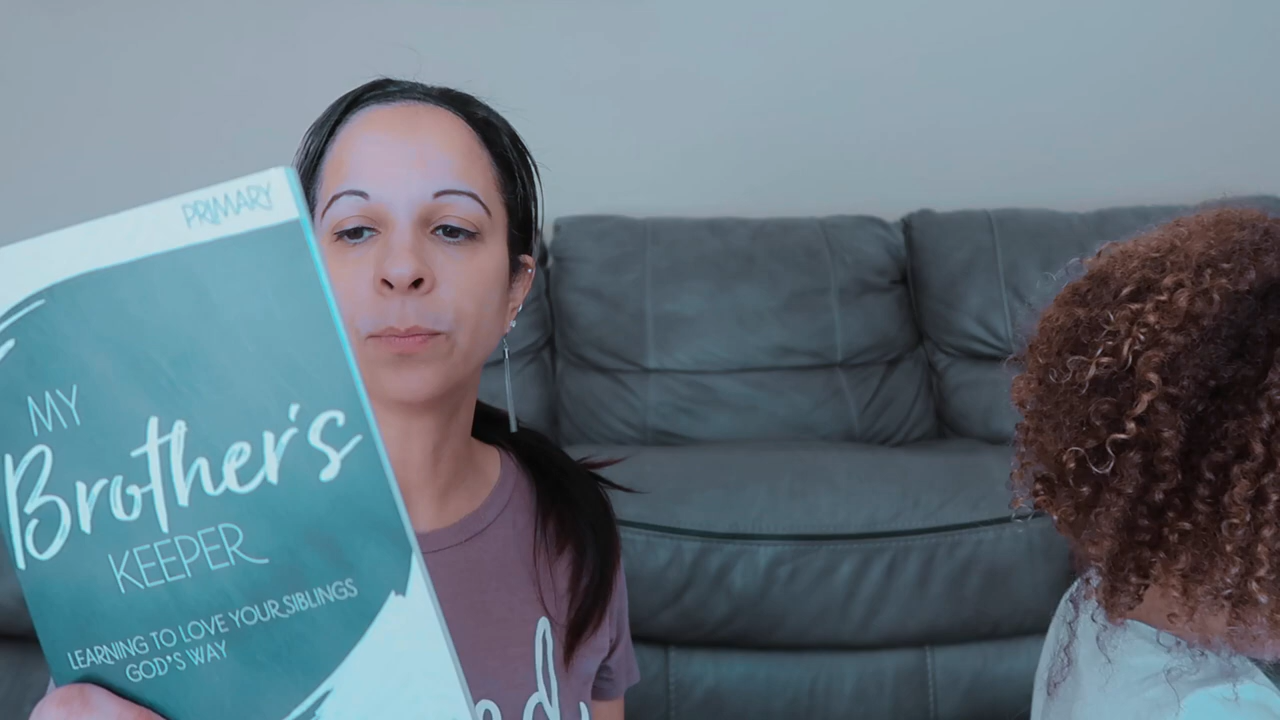 PRIMARY
MY
Brother's
KEEPER
LEARNING TO LOVE YOUR SIBLINGS
GOD'S WAY